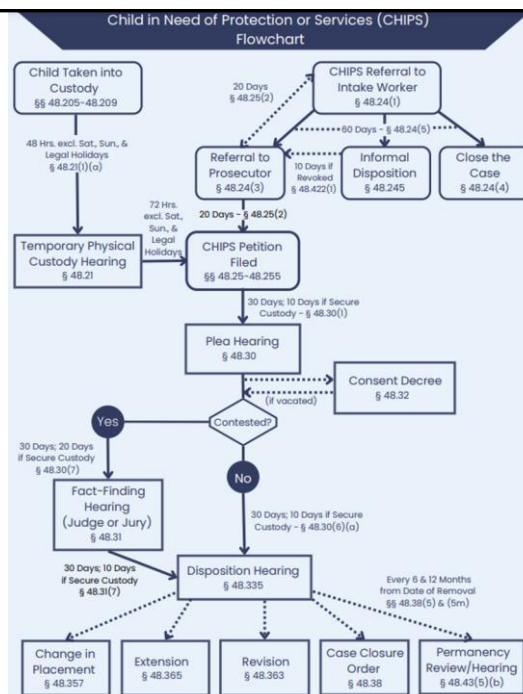 Child in Need of Protection or Services (CHIPS)
Flowchart
Child Taken into
Custody
§§ 48.205-48.209
20 Days
§ 48.25(2)
CHIPS Referral to
Intake Worker
§ 48.24(1)
48 Hrs. excl. Sat., Sun., &
Legal Holidays
§ 48.21(1)(a)
60 Days - § 48.24(5)
Referral to
Prosecutor
§ 48.24(3)
10 Days if
Revoked
§ 48.422(1)
Informal
Disposition
§ 48.245
Close the
Case
§ 48.24(4)
72 Hrs.
excl. Sat.,
Sun., &
Legal
Holidays
20 Days - § 48.25(2)
Temporary Physical
Custody Hearing
§ 48.21
CHIPS Petition
Filed
§§ 48.25-48.255
30 Days; 10 Days if Secure
Custody - § 48.30(1)
Plea Hearing
§ 48.30
Consent Decree
§ 48.32
(if vacated)
Contested?
Yes
30 Days; 20 Days
if Secure Custody
§ 48.30(7)
No
Fact-Finding
Hearing
(Judge or Jury)
§ 48.31
30 Days; 10 Days if Secure
Custody - § 48.30(6)(a)
30 Days; 10 Days
if Secure Custody
§ 48.31(7)
Disposition Hearing
§ 48.335
Every 6 & 12 Months
from Date of Removal
§§ 48.38(5) & (5m)
Change in
Placement
§ 48.357
Extension
§ 48.365
Revision
§ 48.363
Case Closure
Order
§ 48.38
Permanency
Review/Hearing
§ 48.43(5)(b)